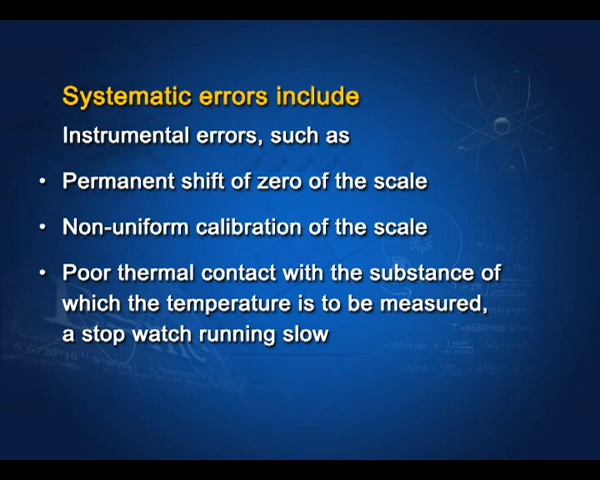 Systematic errors include
Instrumental errors, such as
• Permanent shift of zero of the scale
• Non-uniform calibration of the scale
• Poor thermal contact with the substance of
which the temperature is to be measured,
a stop watch running slow